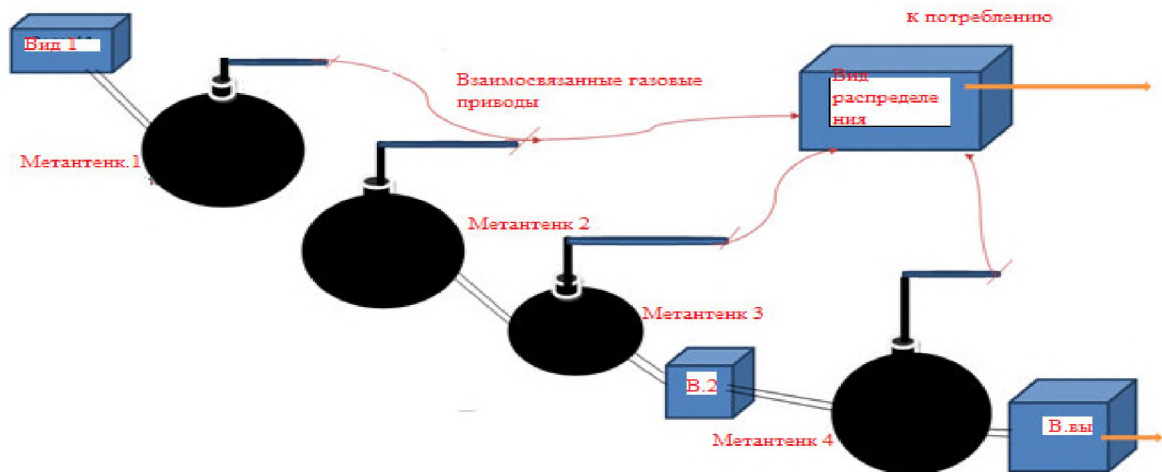 к потреблению
Вид 1
Взаимосвязанные газовые
приводы
Вид
распределе
ния
Метантенк.1
Метантенк 2
Метантенк 3
В.2
Метантенк 4
В.вы